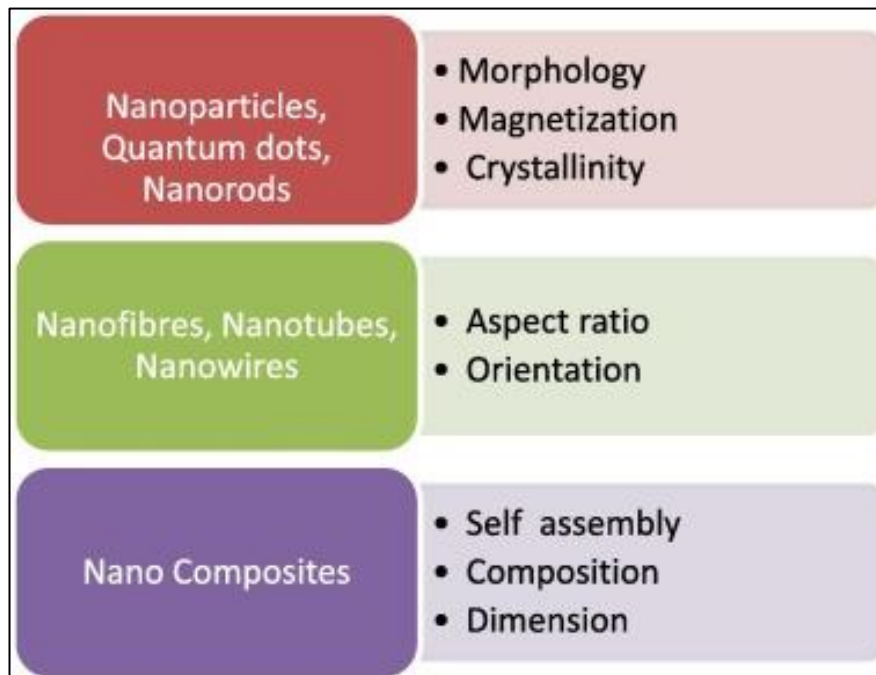 Nanoparticles,
Quantum dots,
Nanorods
• Morphology
• Magnetization
• Crystallinity
Nanofibres, Nanotubes,
Nanowires
• Aspect ratio
• Orientation
Nano Composites
• Self assembly
• Composition
• Dimension